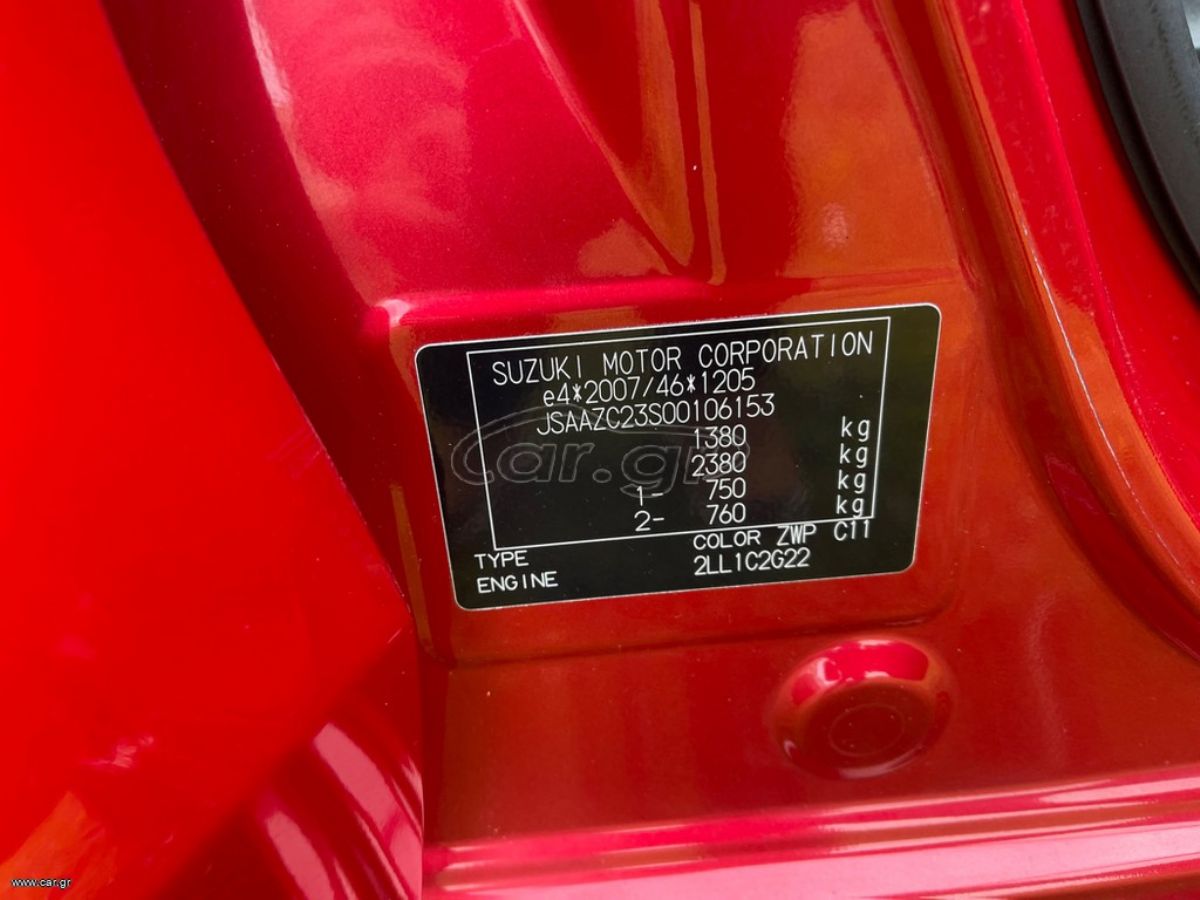 SUZUKI MOTOR CORPORATION
e4*2007/46*1205
JSAAZC23S00106153
1380 kg
2380 kg
1- 750 kg
2- 760 kg
TYPE COLOR ZWP C11
ENGINE 2LL1C2G22
car.gr
www.car.gr